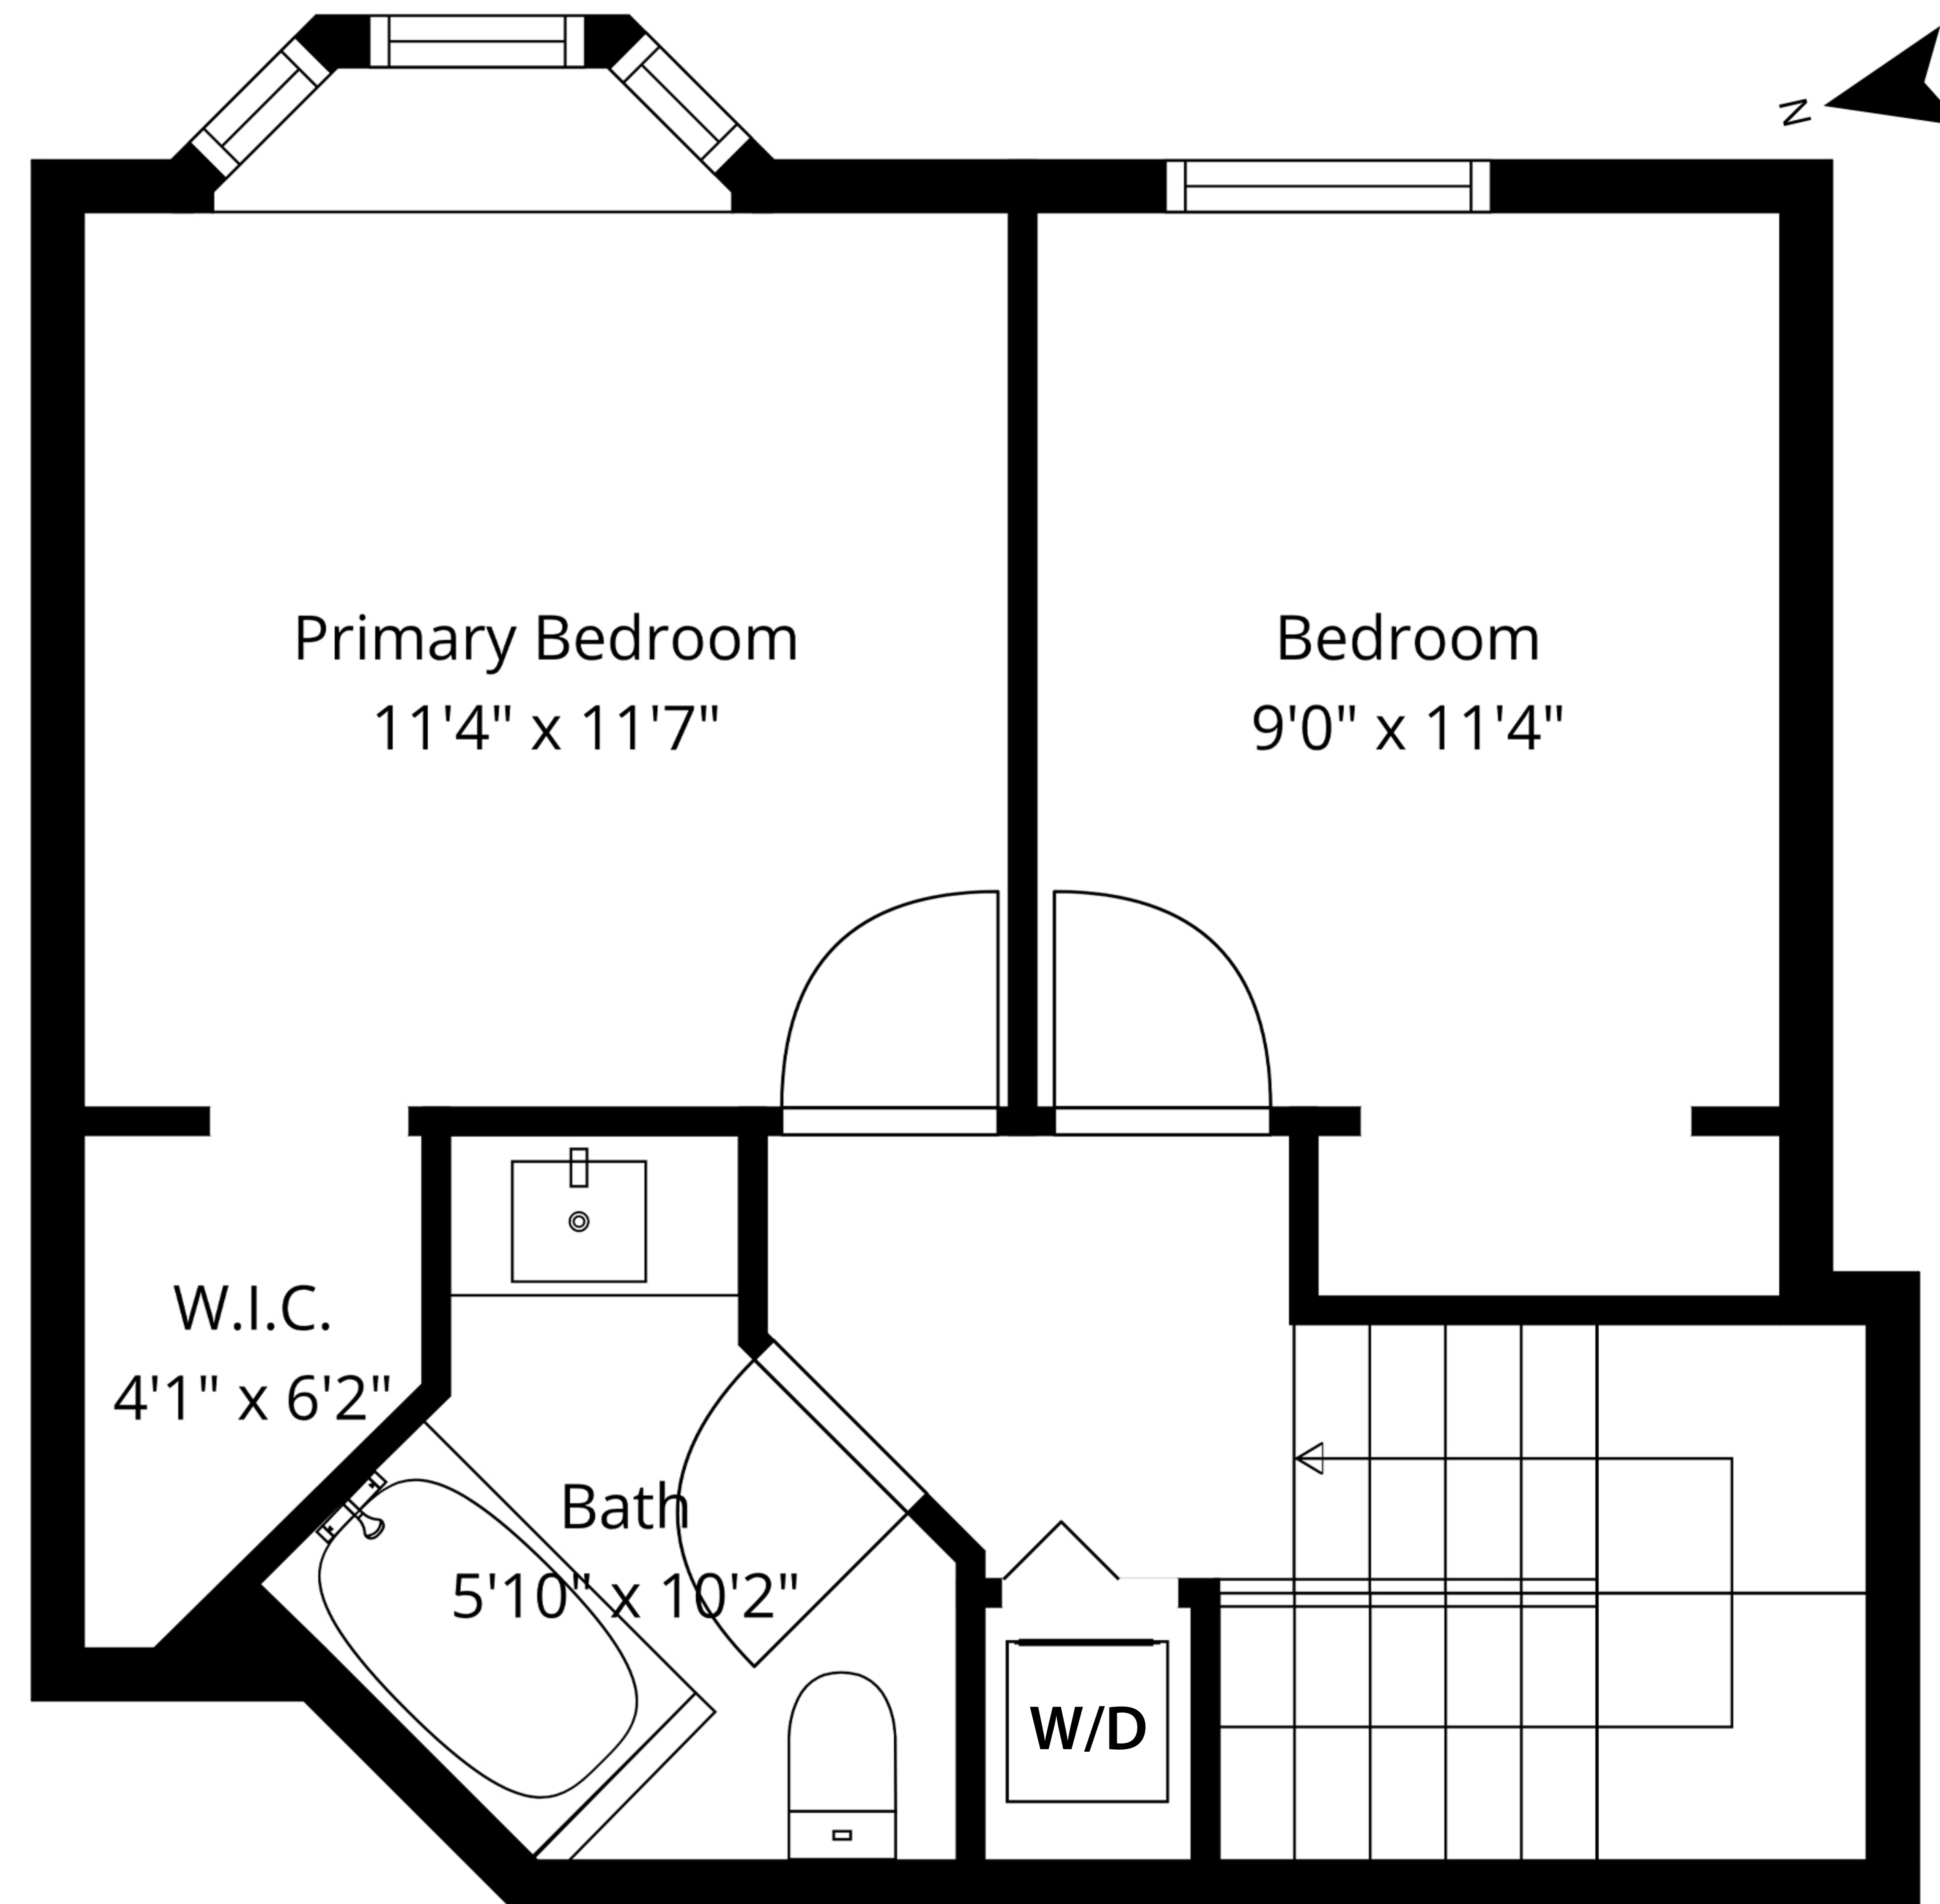 N
Primary Bedroom
11'4" x 11'7"
Bedroom
9'0" x 11'4"
W.I.C.
4'1" x 6'2"
Bath
5'10" x 10'2"
W/D